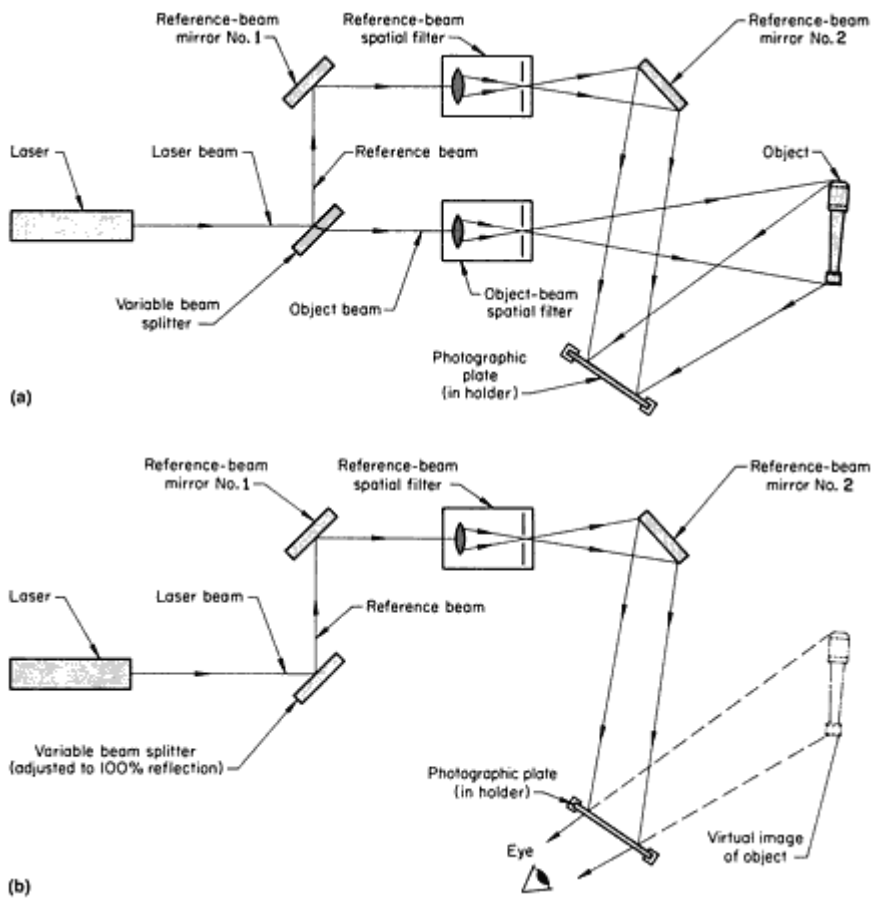 Reference-beam
mirror No. 1
Reference-beam
spatial filter
Reference-beam
mirror No. 2
Laser
Laser beam
Reference beam
Object
Variable beam
splitter
Object beam
Object-beam
spatial filter
Photographic
plate
(in holder)
(a)
Reference-beam
mirror No. 1
Reference-beam
spatial filter
Reference-beam
mirror No. 2
Laser
Laser beam
Reference beam
Variable beam splitter
(adjusted to 100% reflection)
Photographic plate
(in holder)
Eye
Virtual image
of object
(b)